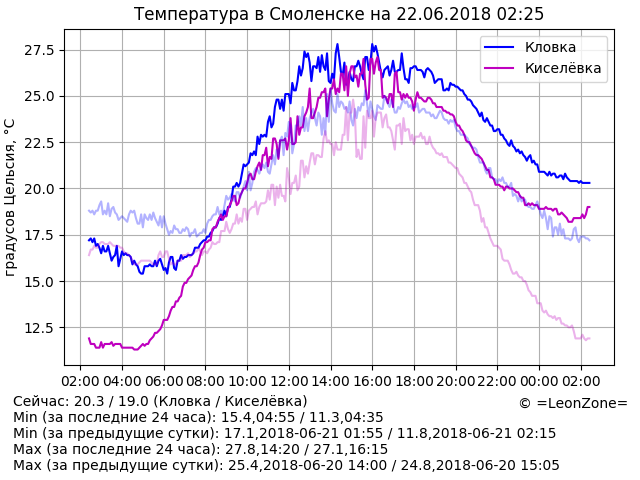 Температура в Смоленске на 22.06.2018 02:25
27.5
25.0
22.5
20.0
17.5
15.0
12.5
градусов Цельсия, °C
Кловка
Киселёвка
02:00 04:00 06:00 08:00 10:00 12:00 14:00 16:00 18:00 20:00 22:00 00:00 02:00
Сейчас: 20.3 / 19.0 (Кловка / Киселёвка)
© =LeonZone=
Min (за последние 24 часа): 15.4,04:55 / 11.3,04:35
Min (за предыдущие сутки): 17.1,2018-06-21 01:55 / 11.8,2018-06-21 02:15
Max (за последние 24 часа): 27.8,14:20 / 27.1,16:15
Max (за предыдущие сутки): 25.4,2018-06-20 14:00 / 24.8,2018-06-20 15:05